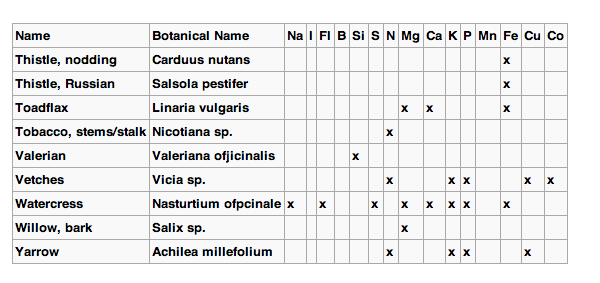 Name Botanical Name Na I Fl B Si S N Mg Ca K P Mn Fe Cu Co
Thistle, nodding Carduus nutans x
Thistle, Russian Salsola pestifer x
Toadflax Linaria vulgaris x x x
Tobacco, stems/stalk Nicotiana sp. x
Valerian Valeriana ofjicinalis x
Vetches Vicia sp. x x x x x
Watercress Nasturtium ofpcinale x x x x x x x x
Willow, bark Salix sp. x
Yarrow Achilea millefolium x x x x